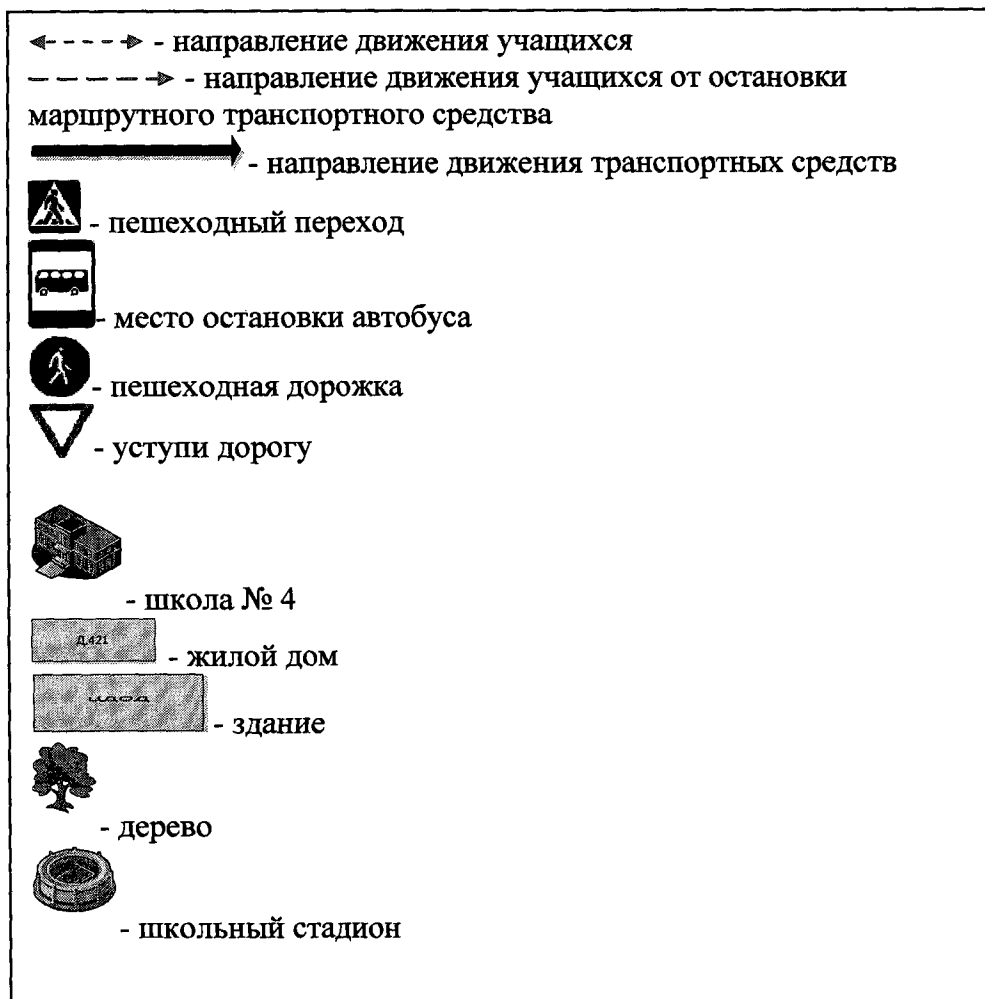 - направление движения учащихся
- направление движения учащихся от остановки
маршрутного транспортного средства
- направление движения транспортных средств
- пешеходный переход
- место остановки автобуса
- пешеходная дорожка
- уступи дорогу
- школа № 4
Д.421
- жилой дом
- здание
- дерево
- школьный стадион